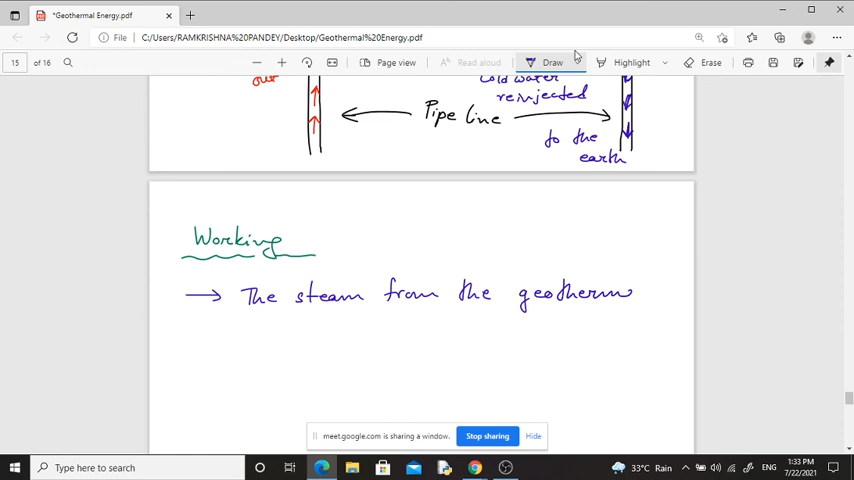 *Geothermal Energy.pdf
File
C:/Users/RAMKRISHNA%20PANDEY/Desktop/Geothermal%20Energy.pdf
15 of 16
Page view
Read aloud
Draw
Highlight
Erase
out
cold water
reinjected
Pipe line
to the
earth
Working
→ The steam from the geotherm
meet.google.com is sharing a window.
Stop sharing
Hide
Type here to search
33°C Rain
ENG
1:33 PM
7/22/2021